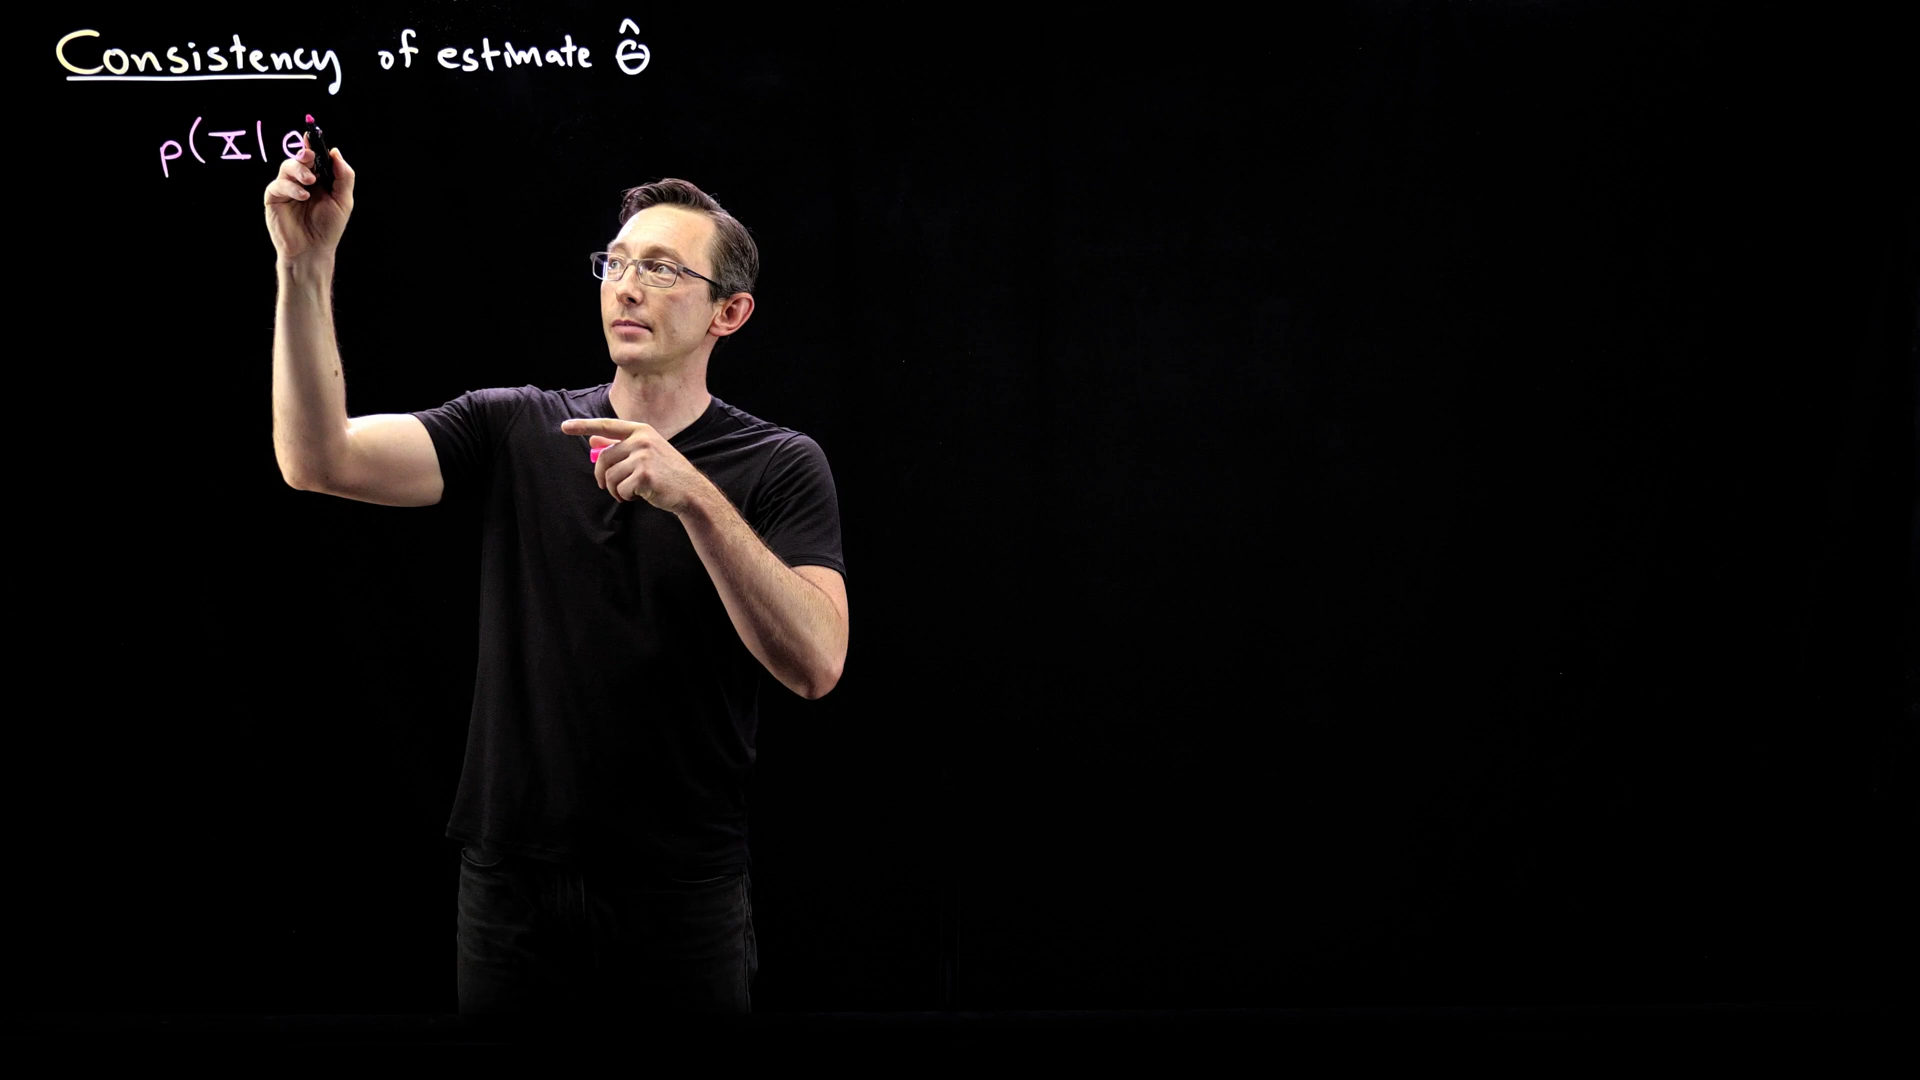 Consistency of estimate θ̂
p(X|θ